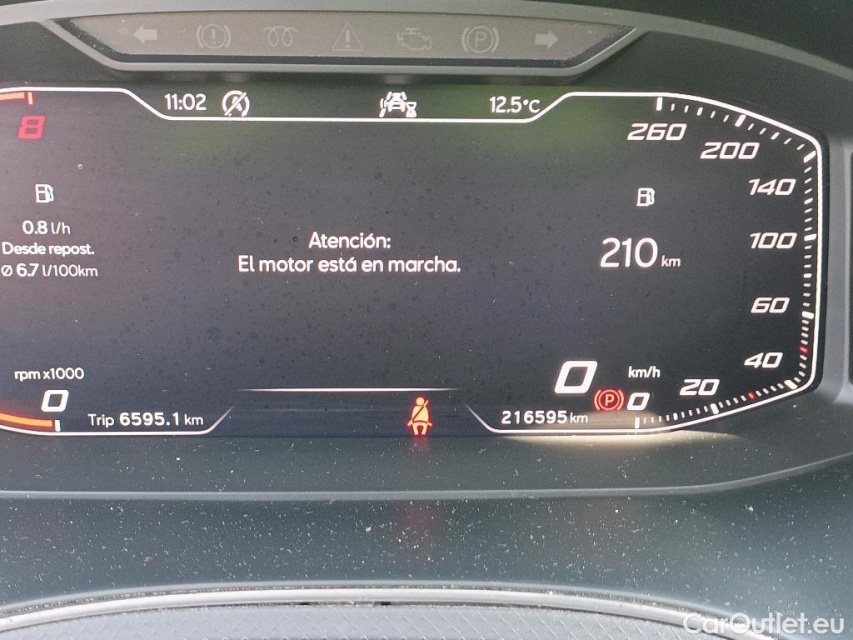 11:02
12.5°C
8
0.8 l/h
Desde repost.
Ø 6.7 l/100km
Atención:
El motor está en marcha.
210 km
260
200
140
100
60
40
20
0
rpm x1000
0
Trip 6595.1 km
0 km/h
216595 km
(P)
CarOutlet.eu